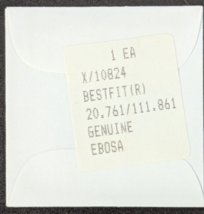 1 EA
X/10824
BESTFIT(R)
20.761/111.861
GENUINE
EBOSA